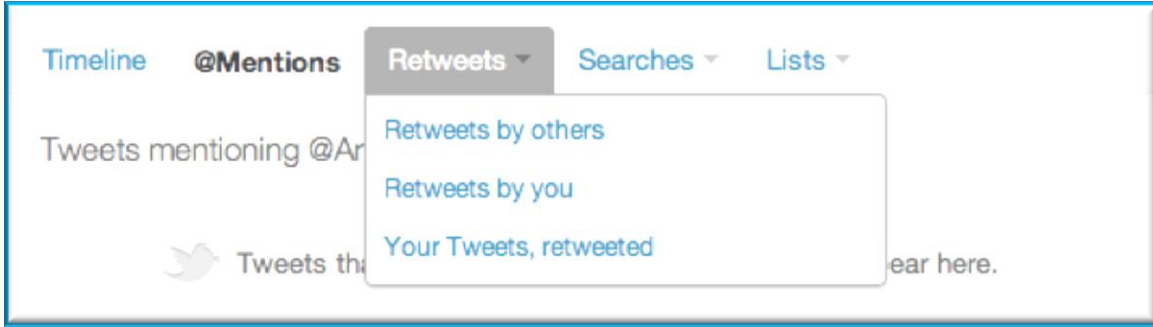 Timeline @Mentions Retweets Searches Lists
Retweets by others
Tweets mentioning @Ar
Retweets by you
Your Tweets, retweeted
Tweets tha ear here.